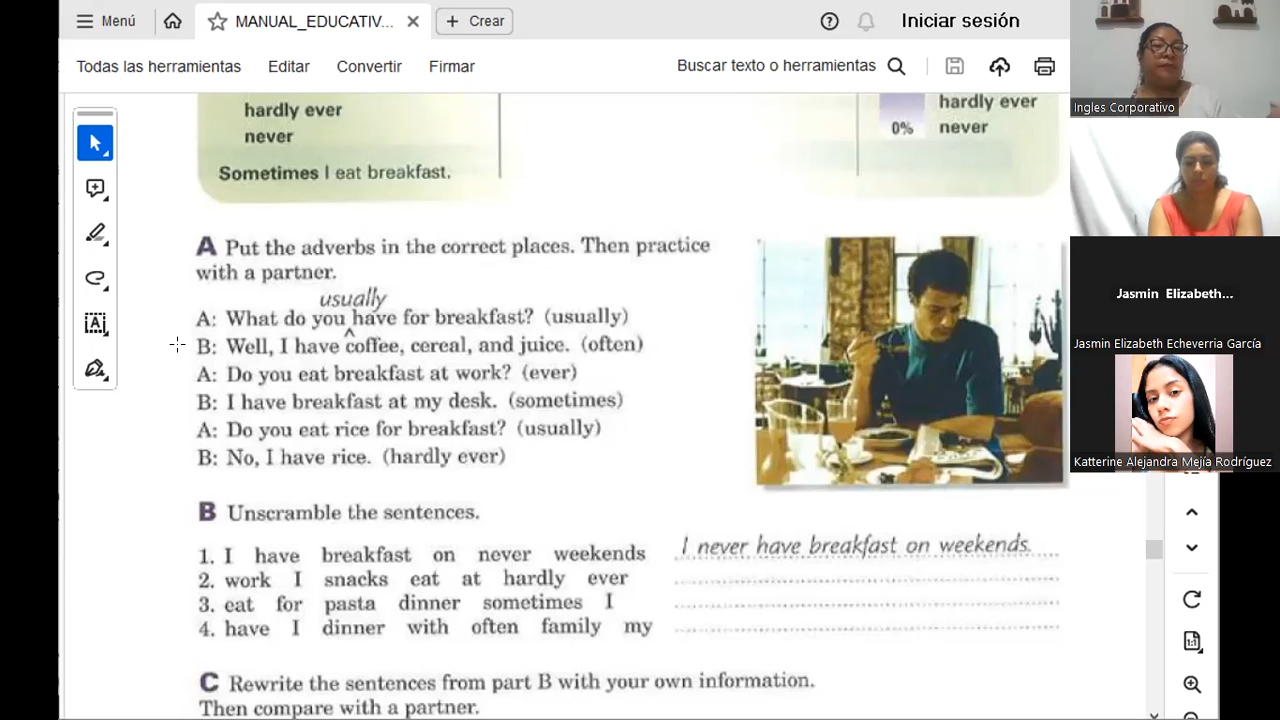 Menú
MANUAL_EDUCATIV...
Crear
Iniciar sesión
Todas las herramientas
Editar
Convertir
Firmar
Buscar texto o herramientas
hardly ever
never
Sometimes I eat breakfast.
hardly ever
0%
never
A Put the adverbs in the correct places. Then practice
with a partner.
usually
A: What do you have for breakfast? (usually)
B: Well, I have coffee, cereal, and juice. (often)
A: Do you eat breakfast at work? (ever)
B: I have breakfast at my desk. (sometimes)
A: Do you eat rice for breakfast? (usually)
B: No, I have rice. (hardly ever)
B Unscramble the sentences.
1. I have breakfast on never weekends
I never have breakfast on weekends.
2. work I snacks eat at hardly ever
3. eat for pasta dinner sometimes I
4. have I dinner with often family my
C Rewrite the sentences from part B with your own information.
Then compare with a partner.
Ingles Corporativo
Jasmin Elizabeth...
Jasmin Elizabeth Echeverria García
Katterine Alejandra Mejía Rodríguez
1:1